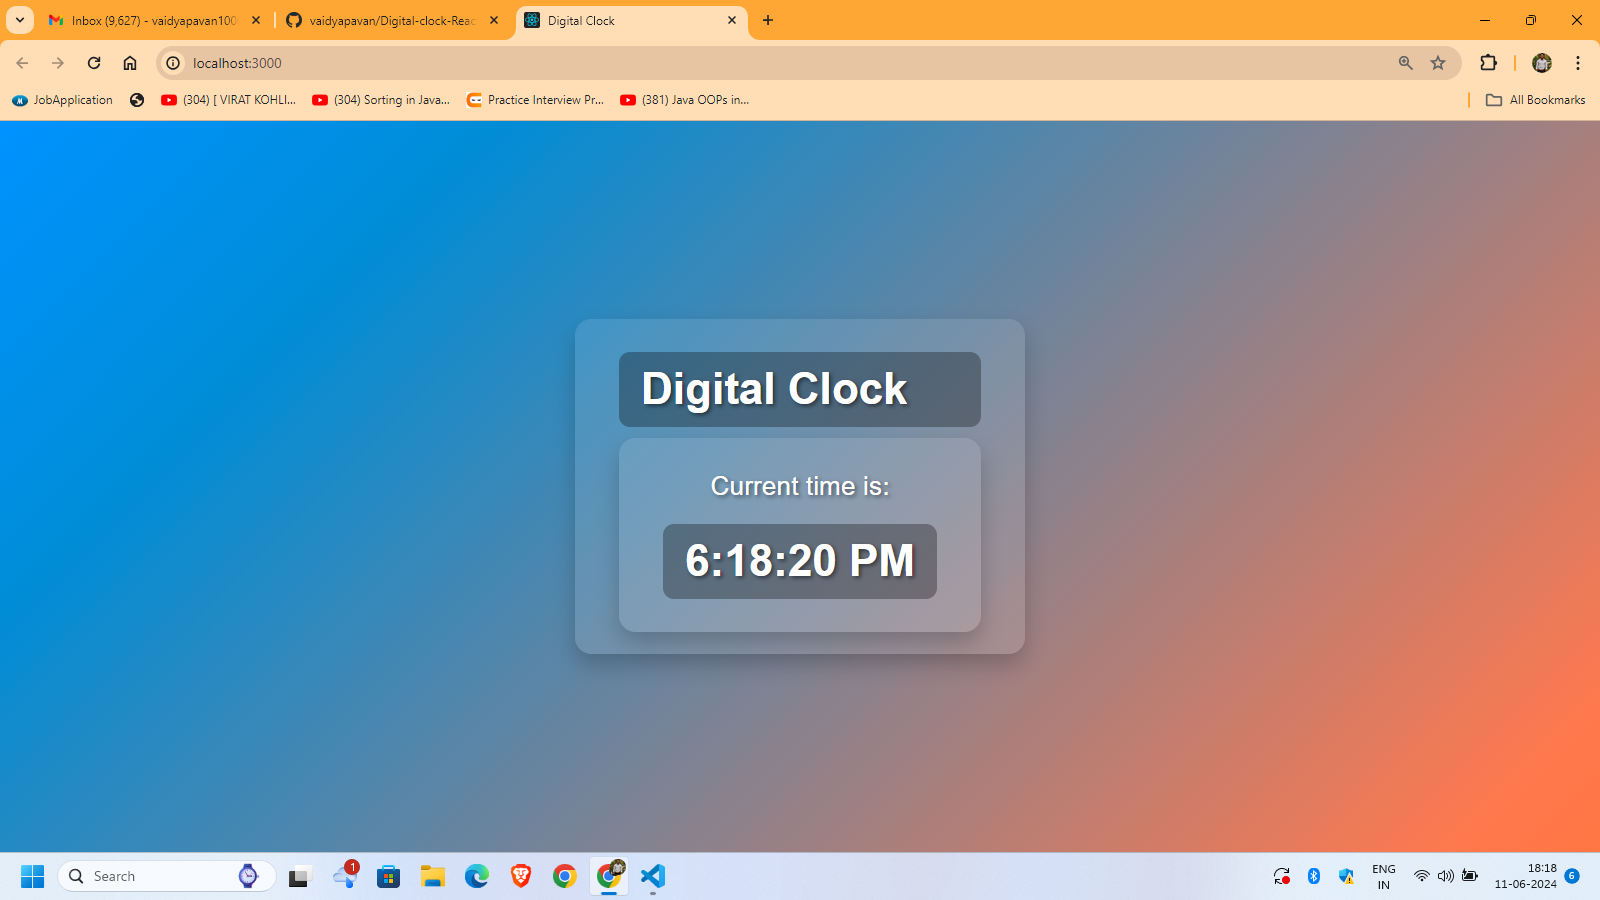 Inbox (9,627) - vaidyapavan100
vaidyapavan/Digital-clock-Reac
Digital Clock
localhost:3000
JobApplication
(304) [ VIRAT KOHLI...
(304) Sorting in Java...
Practice Interview Pr...
(381) Java OOPs in...
All Bookmarks
Digital Clock
Current time is:
6:18:20 PM
Search
1
ENG
IN
18:18
11-06-2024
6